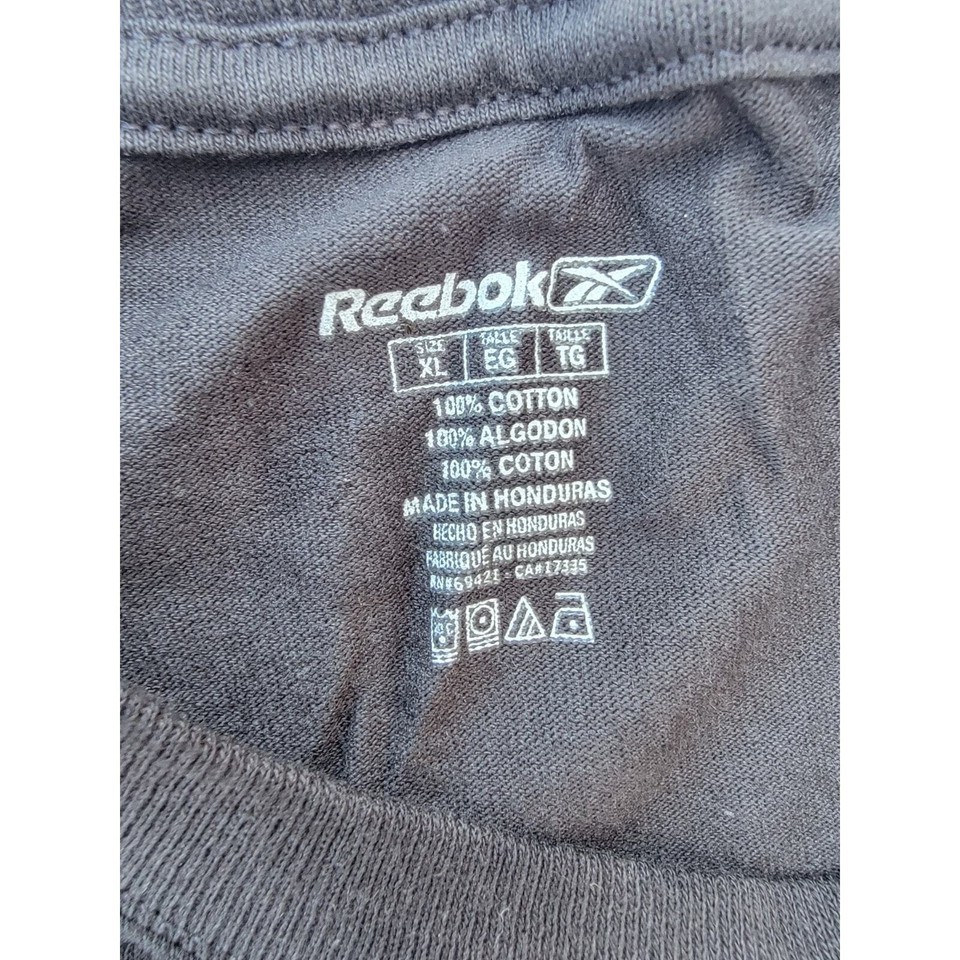 Reebok
SIZE TALLE TAILLE
XL EG TG
100% COTTON
100% ALGODON
100% COTON
MADE IN HONDURAS
HECHO EN HONDURAS
FABRIQUÉ AU HONDURAS
RN#69421 - CA#17335